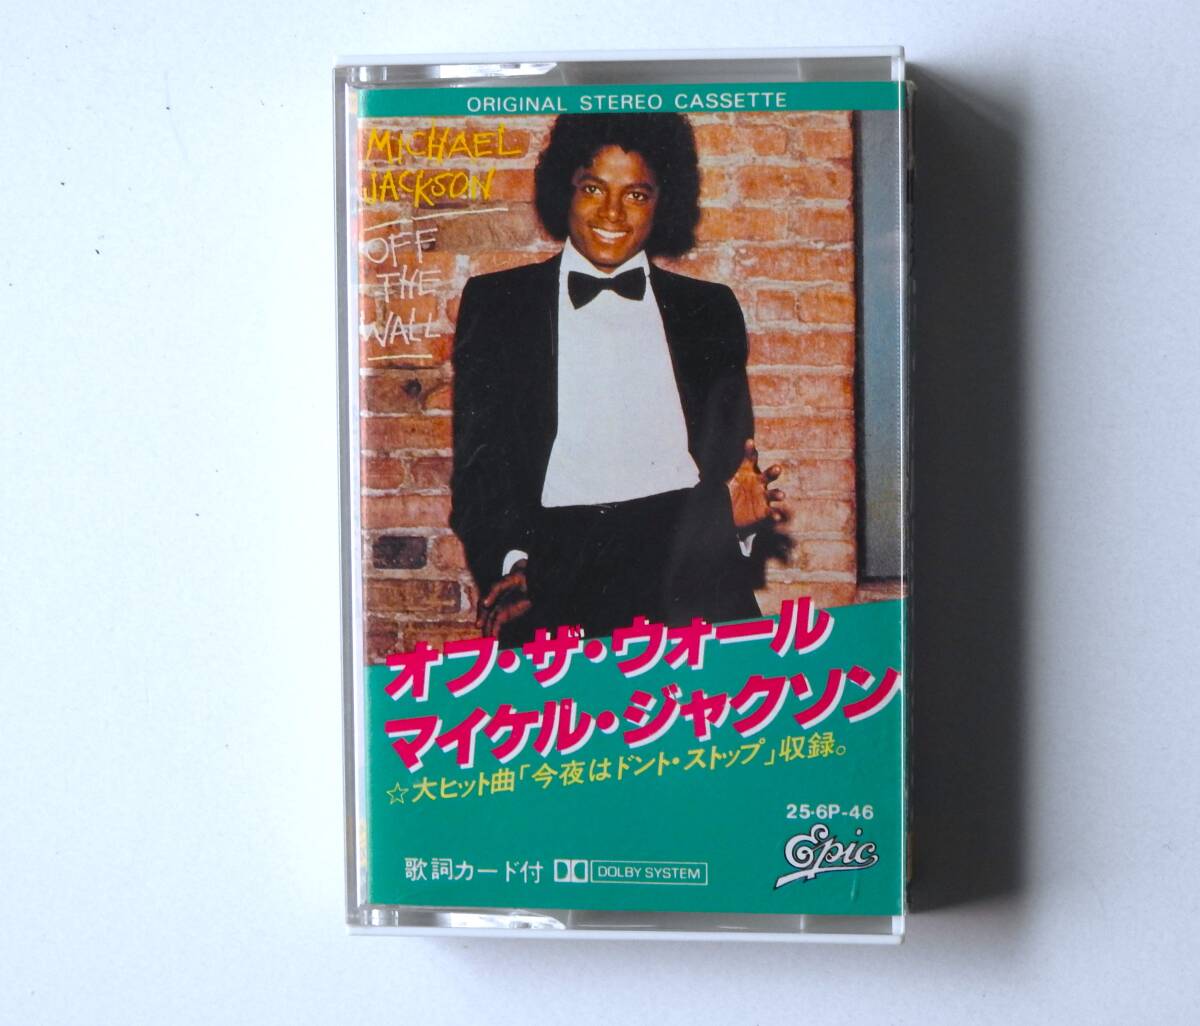 ORIGINAL STEREO CASSETTE
MICHAEL
JACKSON
OFF
THE
WALL
オフ・ザ・ウォール
マイケル・ジャクソン
☆大ヒット曲「今夜はドント・ストップ」収録。
25・6P-46
Epic
歌詞カード付 DOLBY SYSTEM